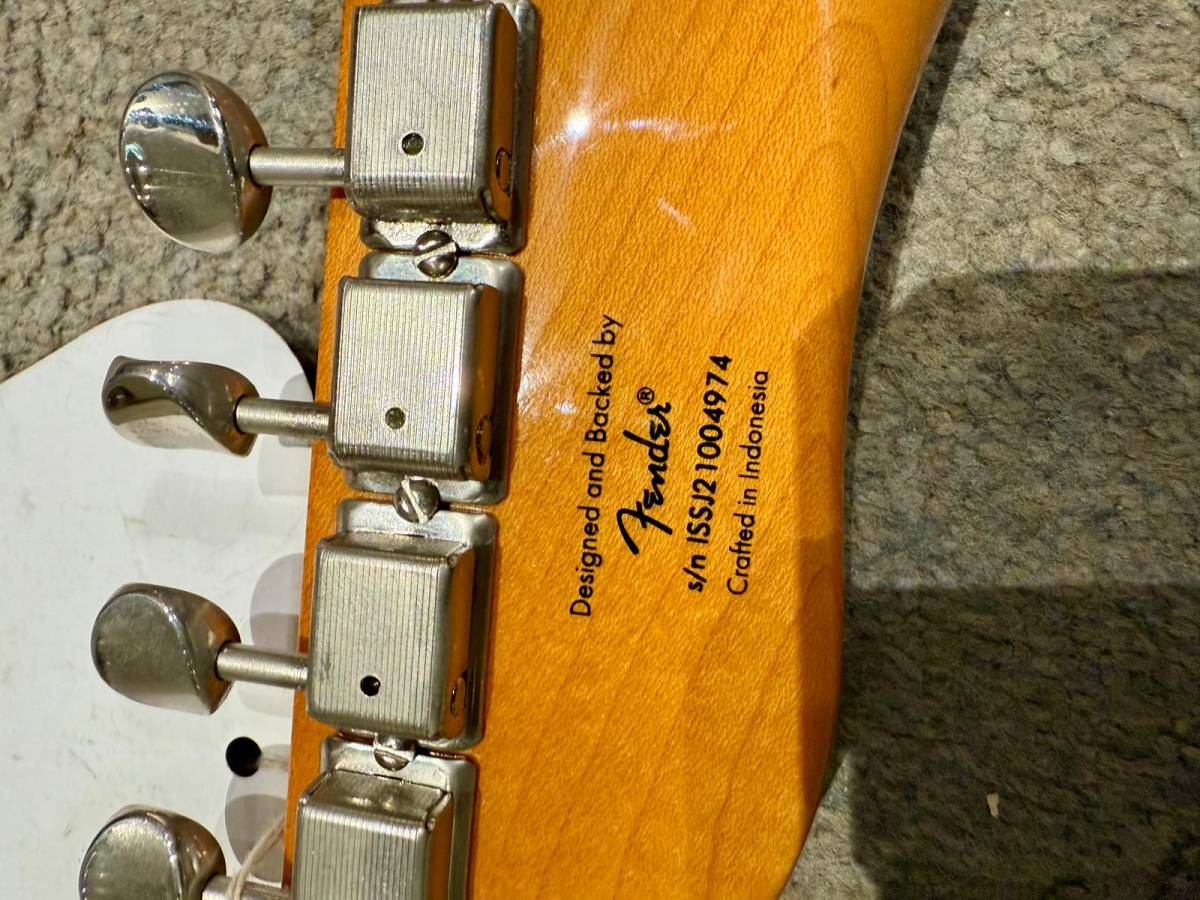 Designed and Backed by
Fender®
s/n ISSJ21004974
Crafted in Indonesia